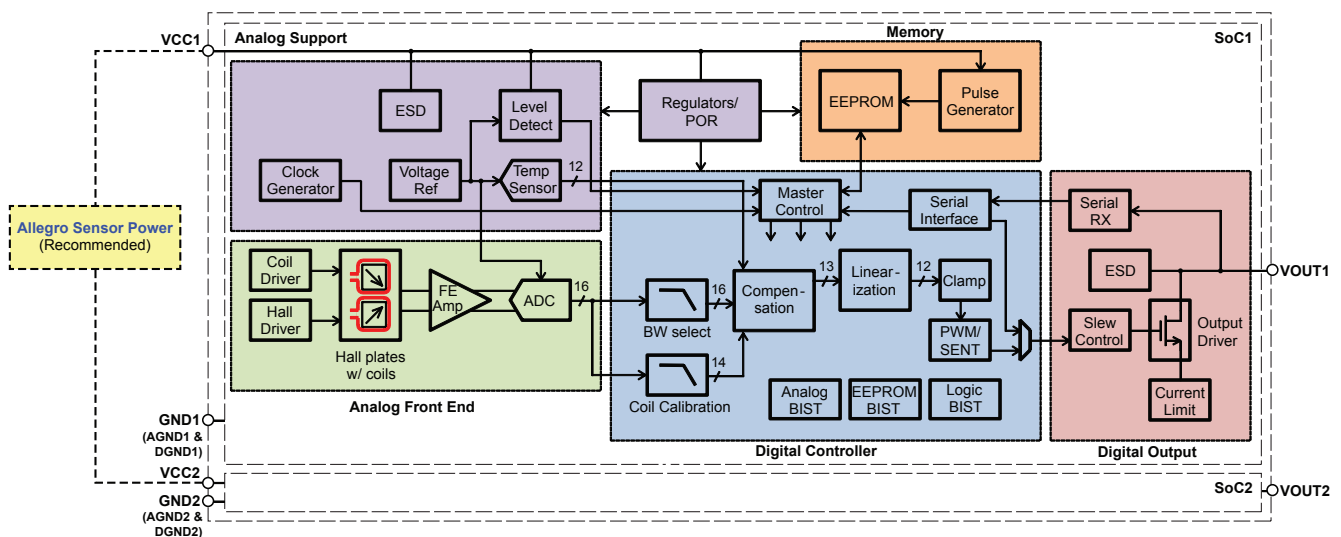 VCC1
Analog Support
Memory
SoC1
ESD
Level
Detect
Regulators/
POR
EEPROM
Pulse
Generator
Clock
Generator
Voltage
Ref
Temp
Sensor
12
Master
Control
Serial
Interface
Serial
RX
Allegro Sensor Power
(Recommended)
Coil
Driver
Hall
Driver
FE
Amp
ADC
16
Hall plates
w/ coils
Analog Front End
BW select
16
Coil Calibration
14
Compen-
sation
13
Linear-
ization
12
Clamp
PWM/
SENT
Analog
BIST
EEPROM
BIST
Logic
BIST
Digital Controller
ESD
VOUT1
Slew
Control
Output
Driver
Current
Limit
Digital Output
GND1
(AGND1 &
DGND1)
VCC2
GND2
(AGND2 &
DGND2)
SoC2
VOUT2